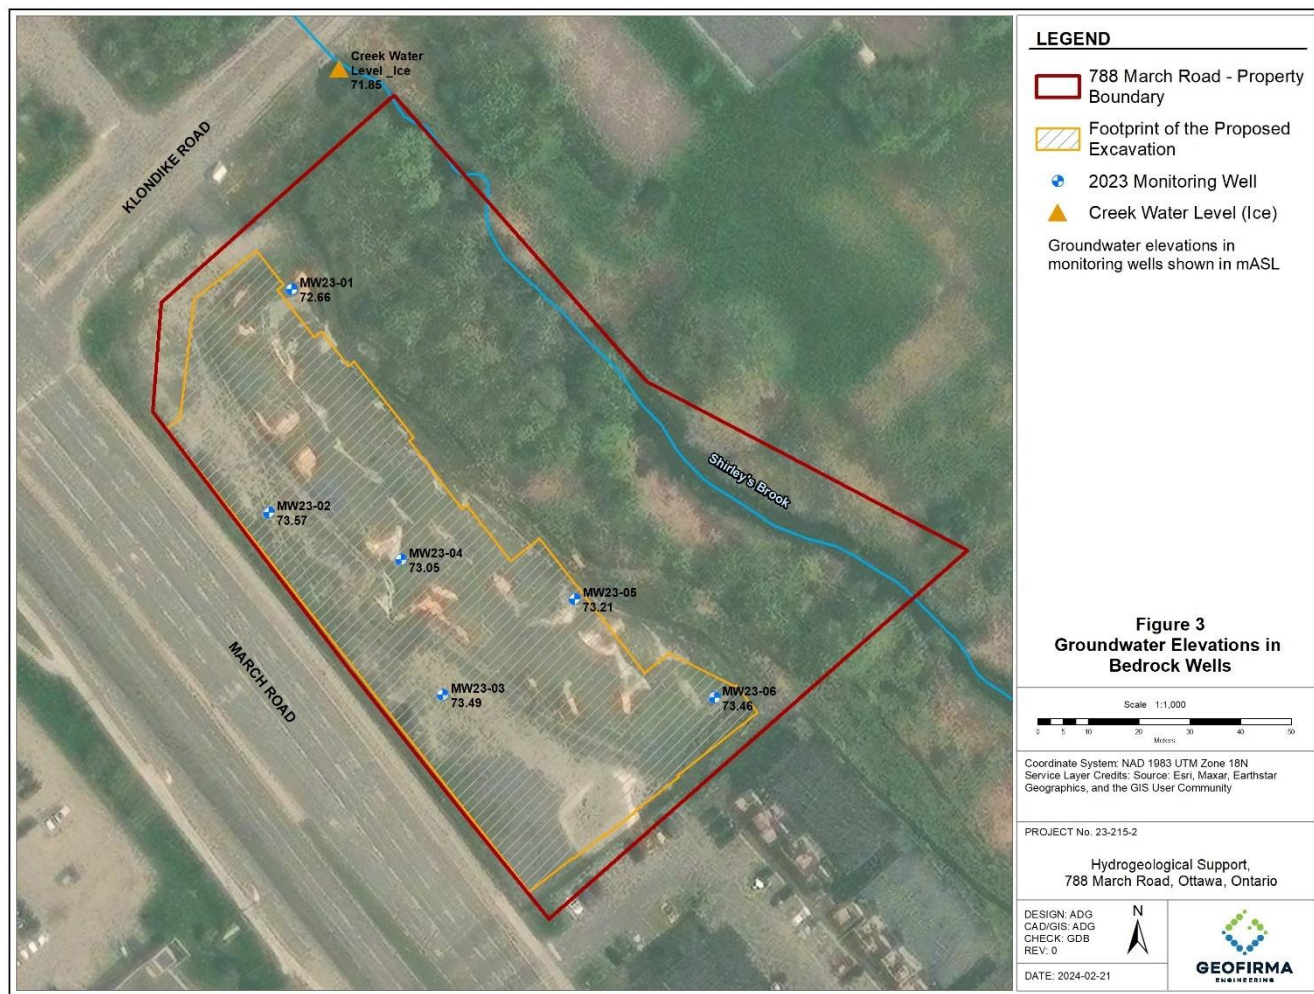 Creek Water
Level _Ice
71.85
KLONDIKE ROAD
MW23-01
72.66
MW23-02
73.57
MW23-04
73.05
MW23-05
73.21
MW23-03
73.49
MW23-06
73.46
Shirley's Brook
MARCH ROAD
LEGEND
788 March Road - Property
Boundary
Footprint of the Proposed
Excavation
2023 Monitoring Well
Creek Water Level (Ice)
Groundwater elevations in
monitoring wells shown in mASL
Figure 3
Groundwater Elevations in
Bedrock Wells
Scale 1:1,000
0 5 10 20 30 40 50
Meters
Coordinate System: NAD 1983 UTM Zone 18N
Service Layer Credits: Source: Esri, Maxar, Earthstar
Geographics, and the GIS User Community
PROJECT No. 23-215-2
Hydrogeological Support,
788 March Road, Ottawa, Ontario
DESIGN: ADG
CAD/GIS: ADG
CHECK: GDB
REV: 0
N
DATE: 2024-02-21
GEOFIRMA
ENGINEERING